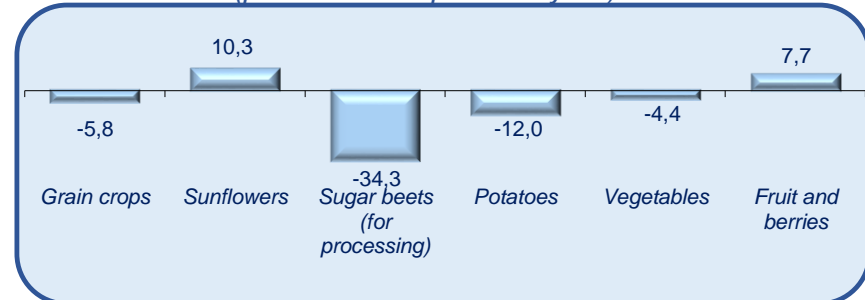 10,3
7,7
-5,8
-12,0
-4,4
-34,3
Grain crops
Sunflowers
Sugar beets
(for
processing)
Potatoes
Vegetables
Fruit and
berries